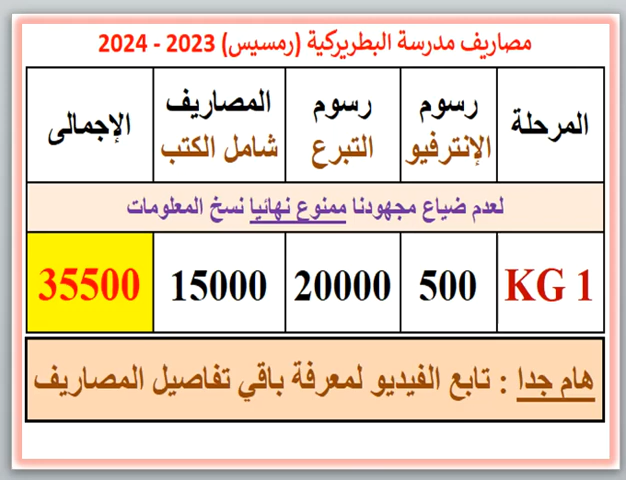 مصاريف مدرسة البطريركية (رمسيس) 2023 - 2024
المرحلة
رسوم
الإنترفيو
رسوم
التبرع
المصاريف
شامل الكتب
الإجمالى
لعدم ضياع مجهودنا ممنوع نهائيا نسخ المعلومات
KG 1
500
20000
15000
35500
هام جدا : تابع الفيديو لمعرفة باقي تفاصيل المصاريف